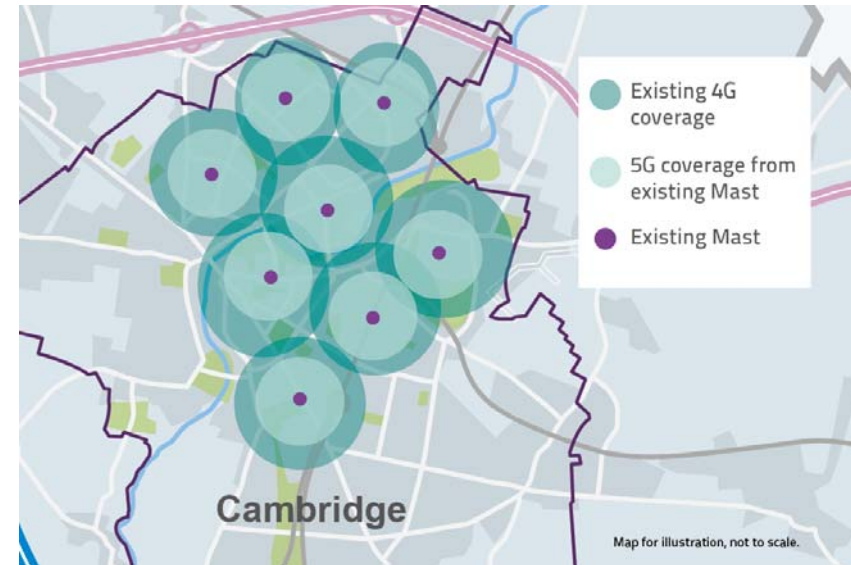 Existing 4G
coverage
5G coverage from
existing Mast
Existing Mast
Cambridge
Map for illustration, not to scale.